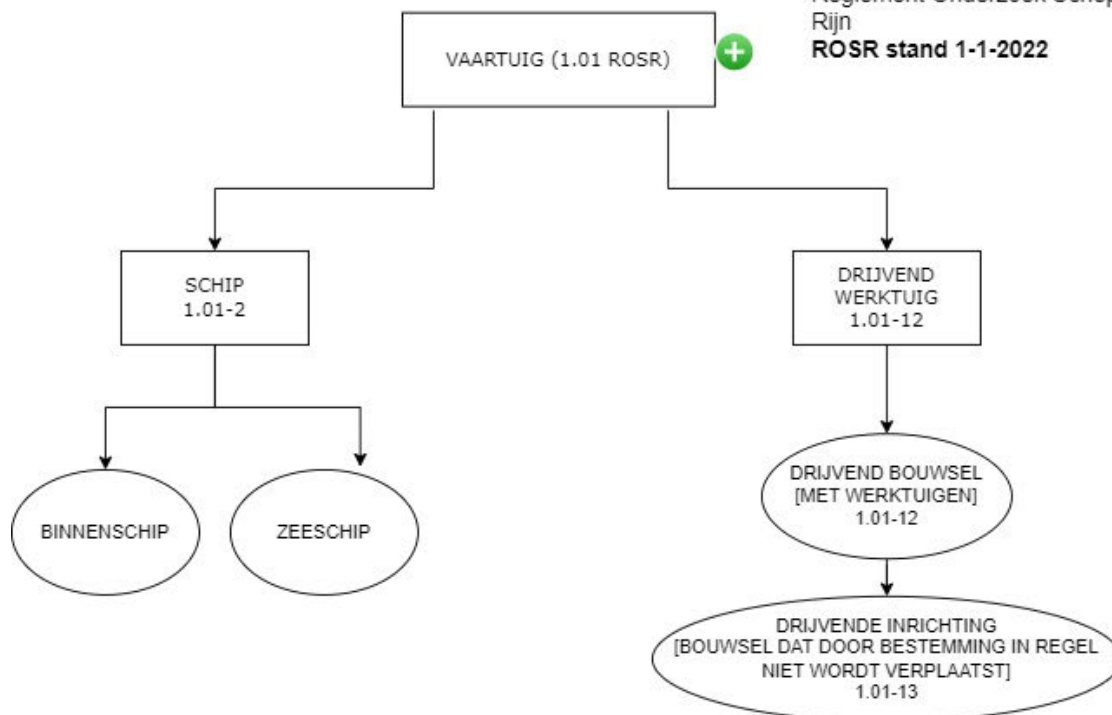 Rijn
ROSR stand 1-1-2022
VAARTUIG (1.01 ROSR)
SCHIP
1.01-2
DRIJVEND
WERKTUIG
1.01-12
BINNENSCHIP
ZEESCHIP
DRIJVEND BOUWSEL
[MET WERKTUIGEN]
1.01-12
DRIJVENDE INRICHTING
[BOUWSEL DAT DOOR BESTEMMING IN REGEL
NIET WORDT VERPLAATST]
1.01-13